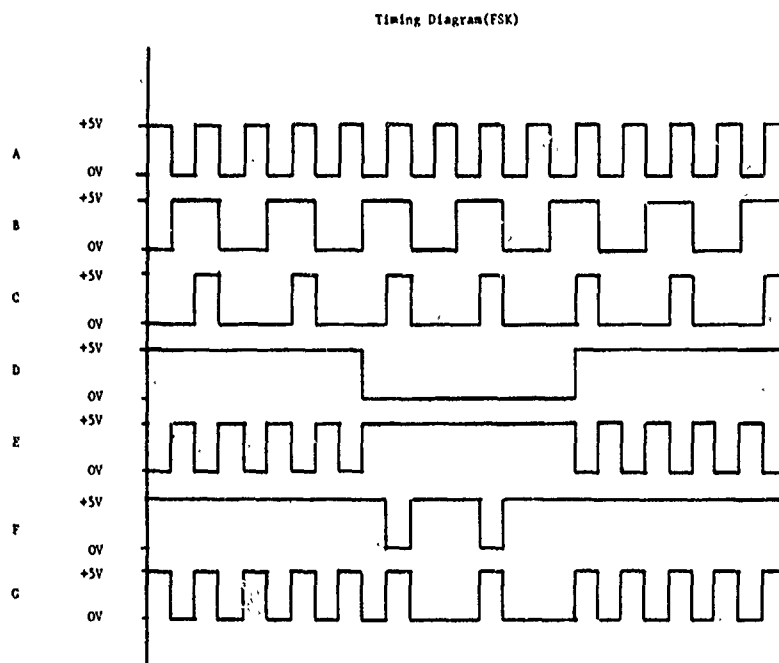 Timing Diagram(FSK)
+5V
A
0V
+5V
B
0V
+5V
C
0V
+5V
D
0V
+5V
E
0V
+5V
F
0V
+5V
G
0V